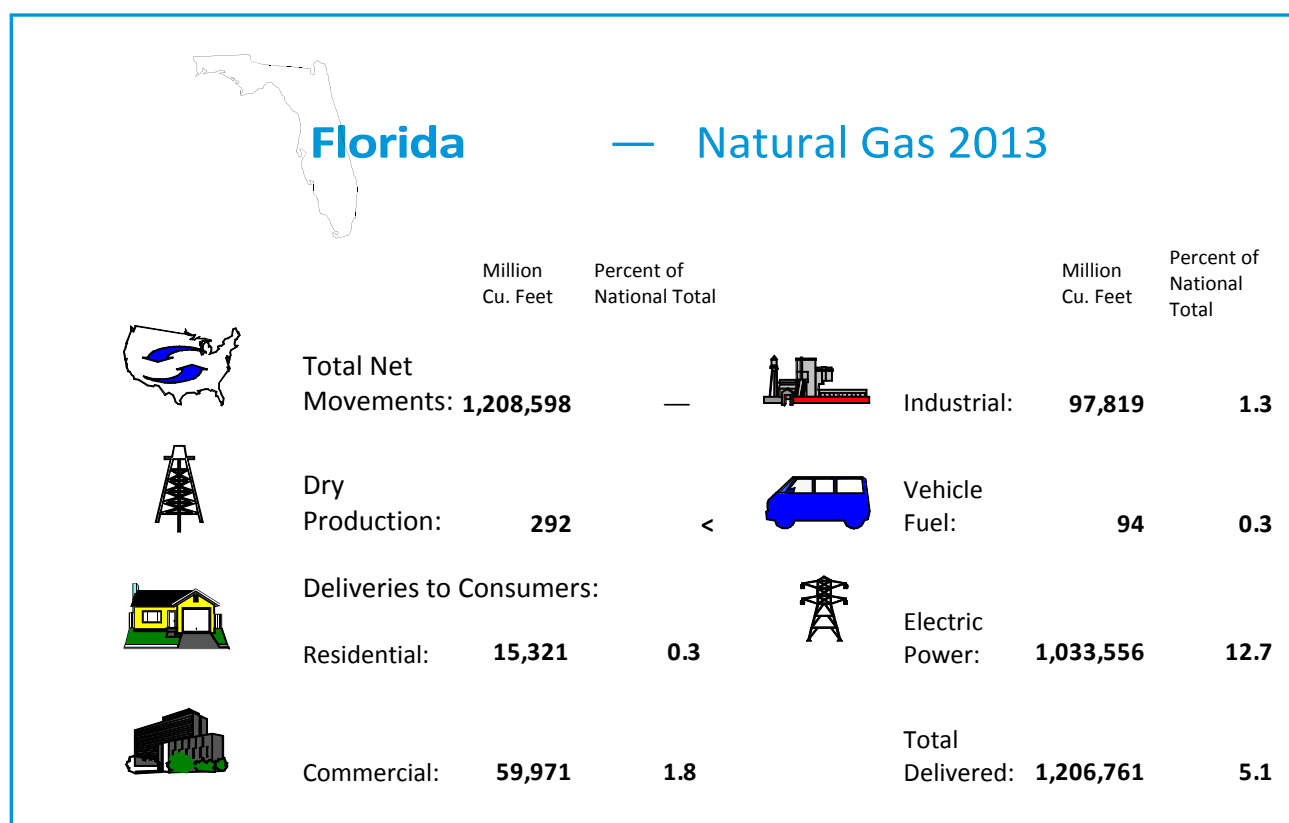 Florida — Natural Gas 2013
Million
Cu. Feet
Percent of
National Total
Million
Cu. Feet
Percent of
National
Total
Total Net
Movements: 1,208,598 —
Industrial: 97,819 1.3
Dry
Production: 292 <
Vehicle
Fuel: 94 0.3
Deliveries to Consumers:
Residential: 15,321 0.3
Electric
Power: 1,033,556 12.7
Commercial: 59,971 1.8
Total
Delivered: 1,206,761 5.1